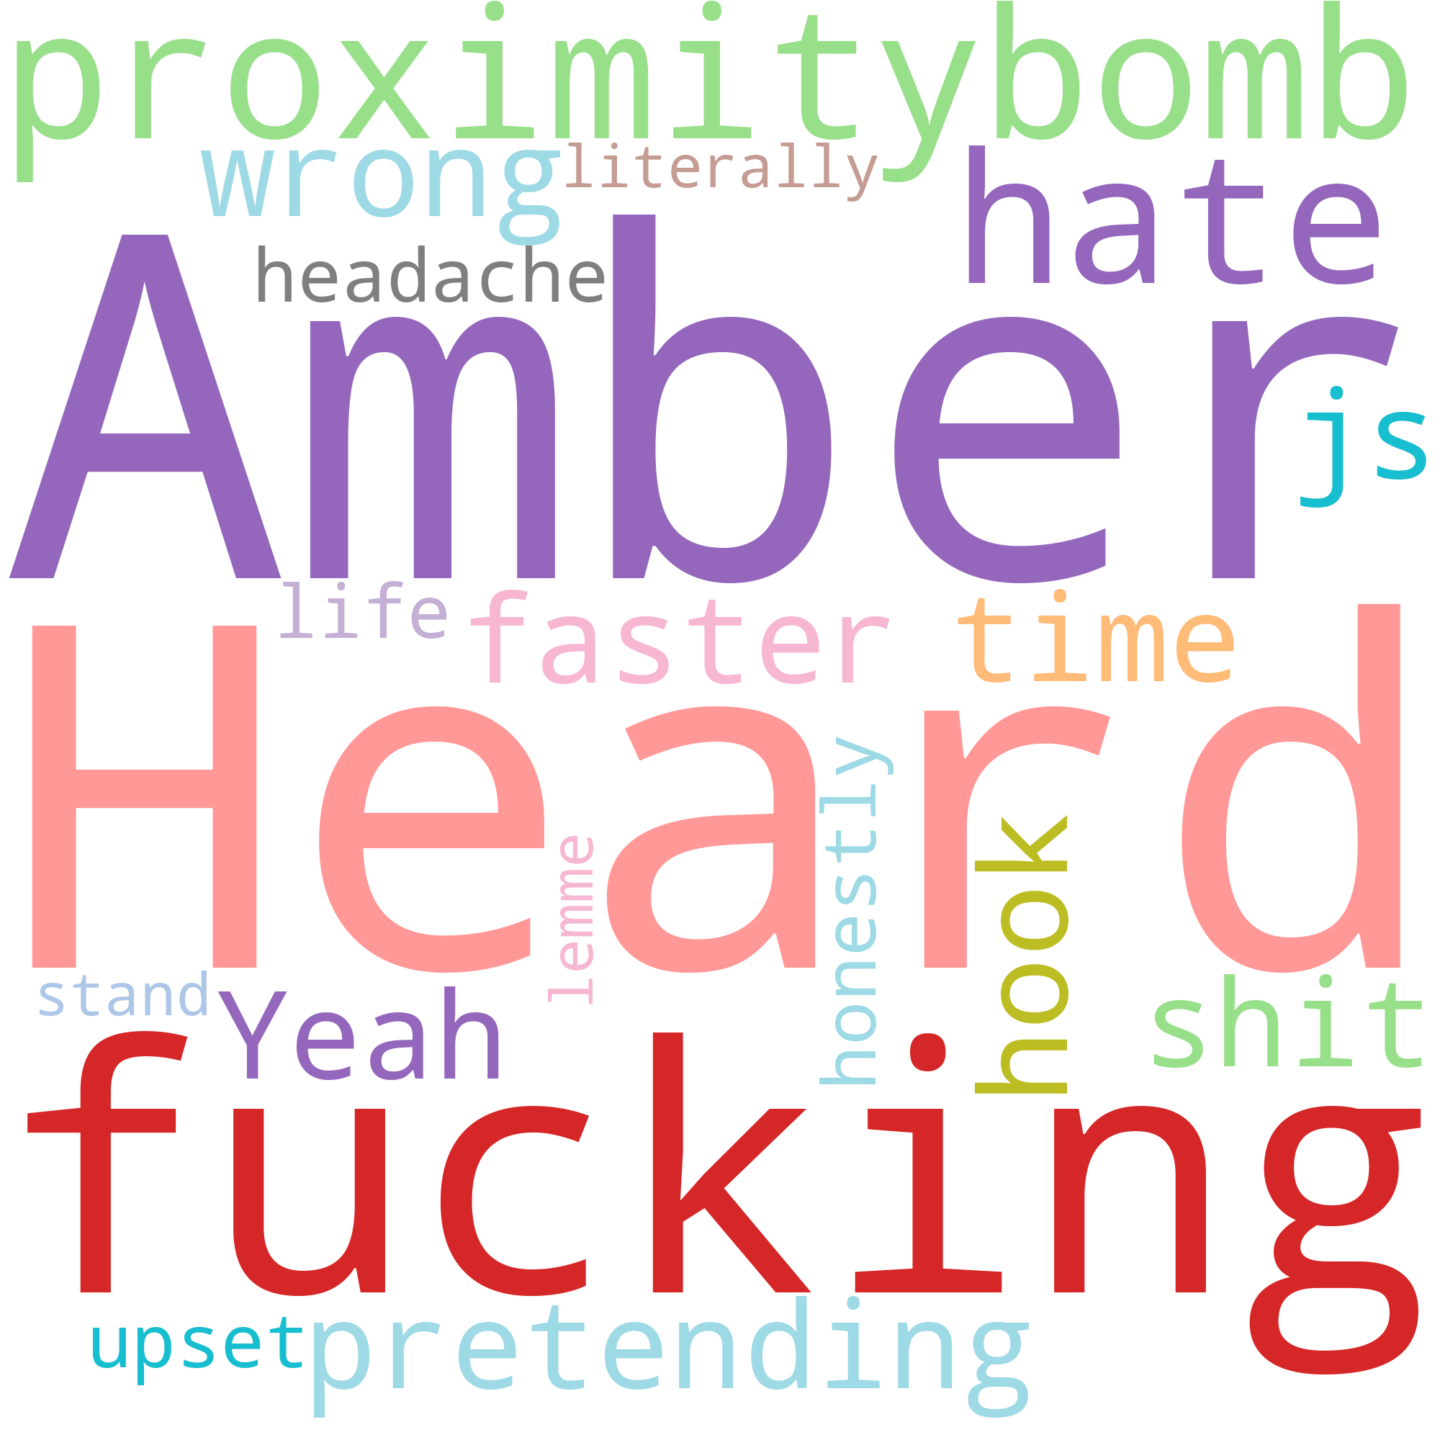 proximitybomb
wrong
literally
hate
headache
Amber
js
life
faster
time
Heard
lemme
honestly
hook
stand
Yeah
shit
fucking
upset
pretending